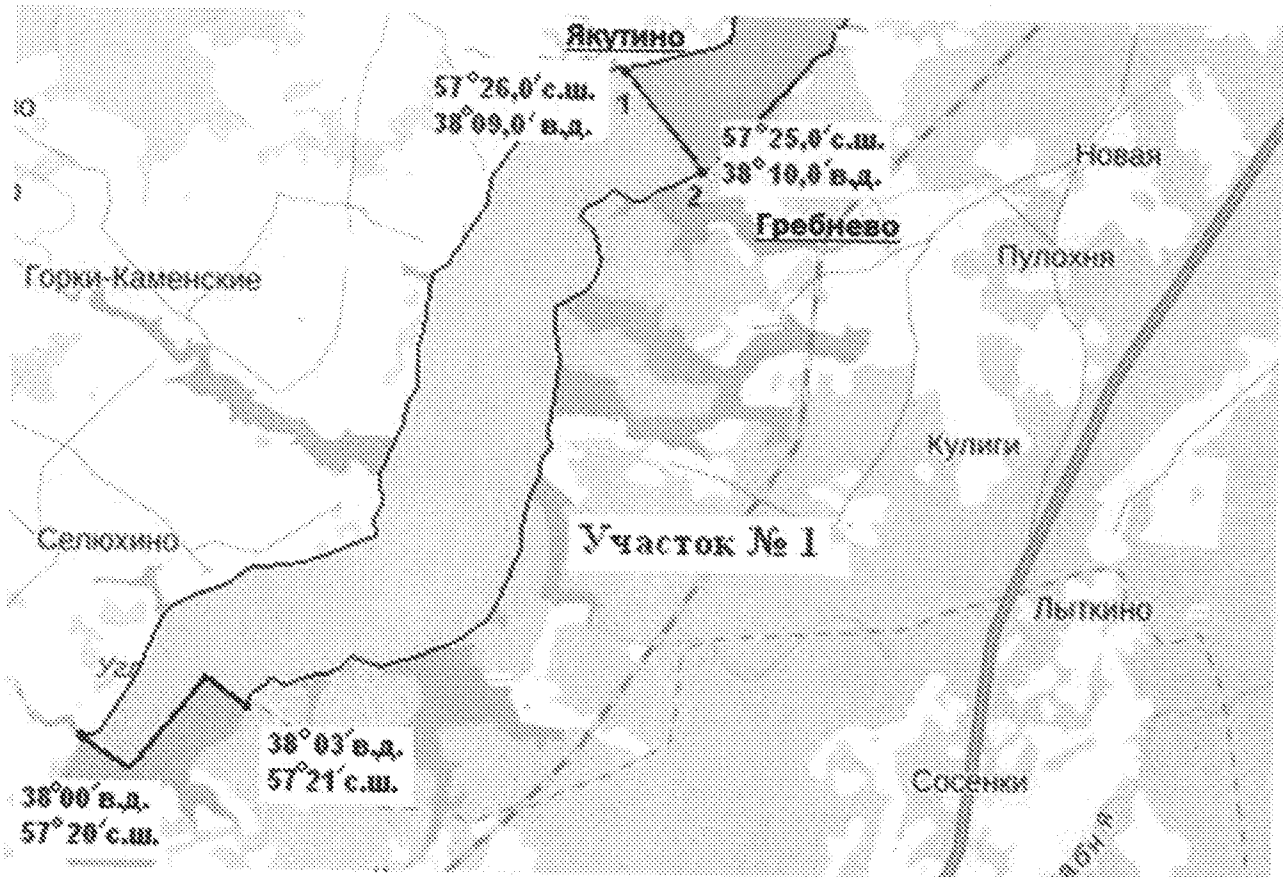 Якутино
57°26,0′с.ш.
38°09,0′в.д.
1
57°25,0′с.ш.
38°10,0′в.д.
2
Новая
Гребнево
Пулохня
Горки-Каменские
Кулиги
Селюхино
Участок № 1
Лыткино
Угл
38°03′в.д.
57°21′с.ш.
38°00′в.д.
57°20′с.ш.
Сосенки